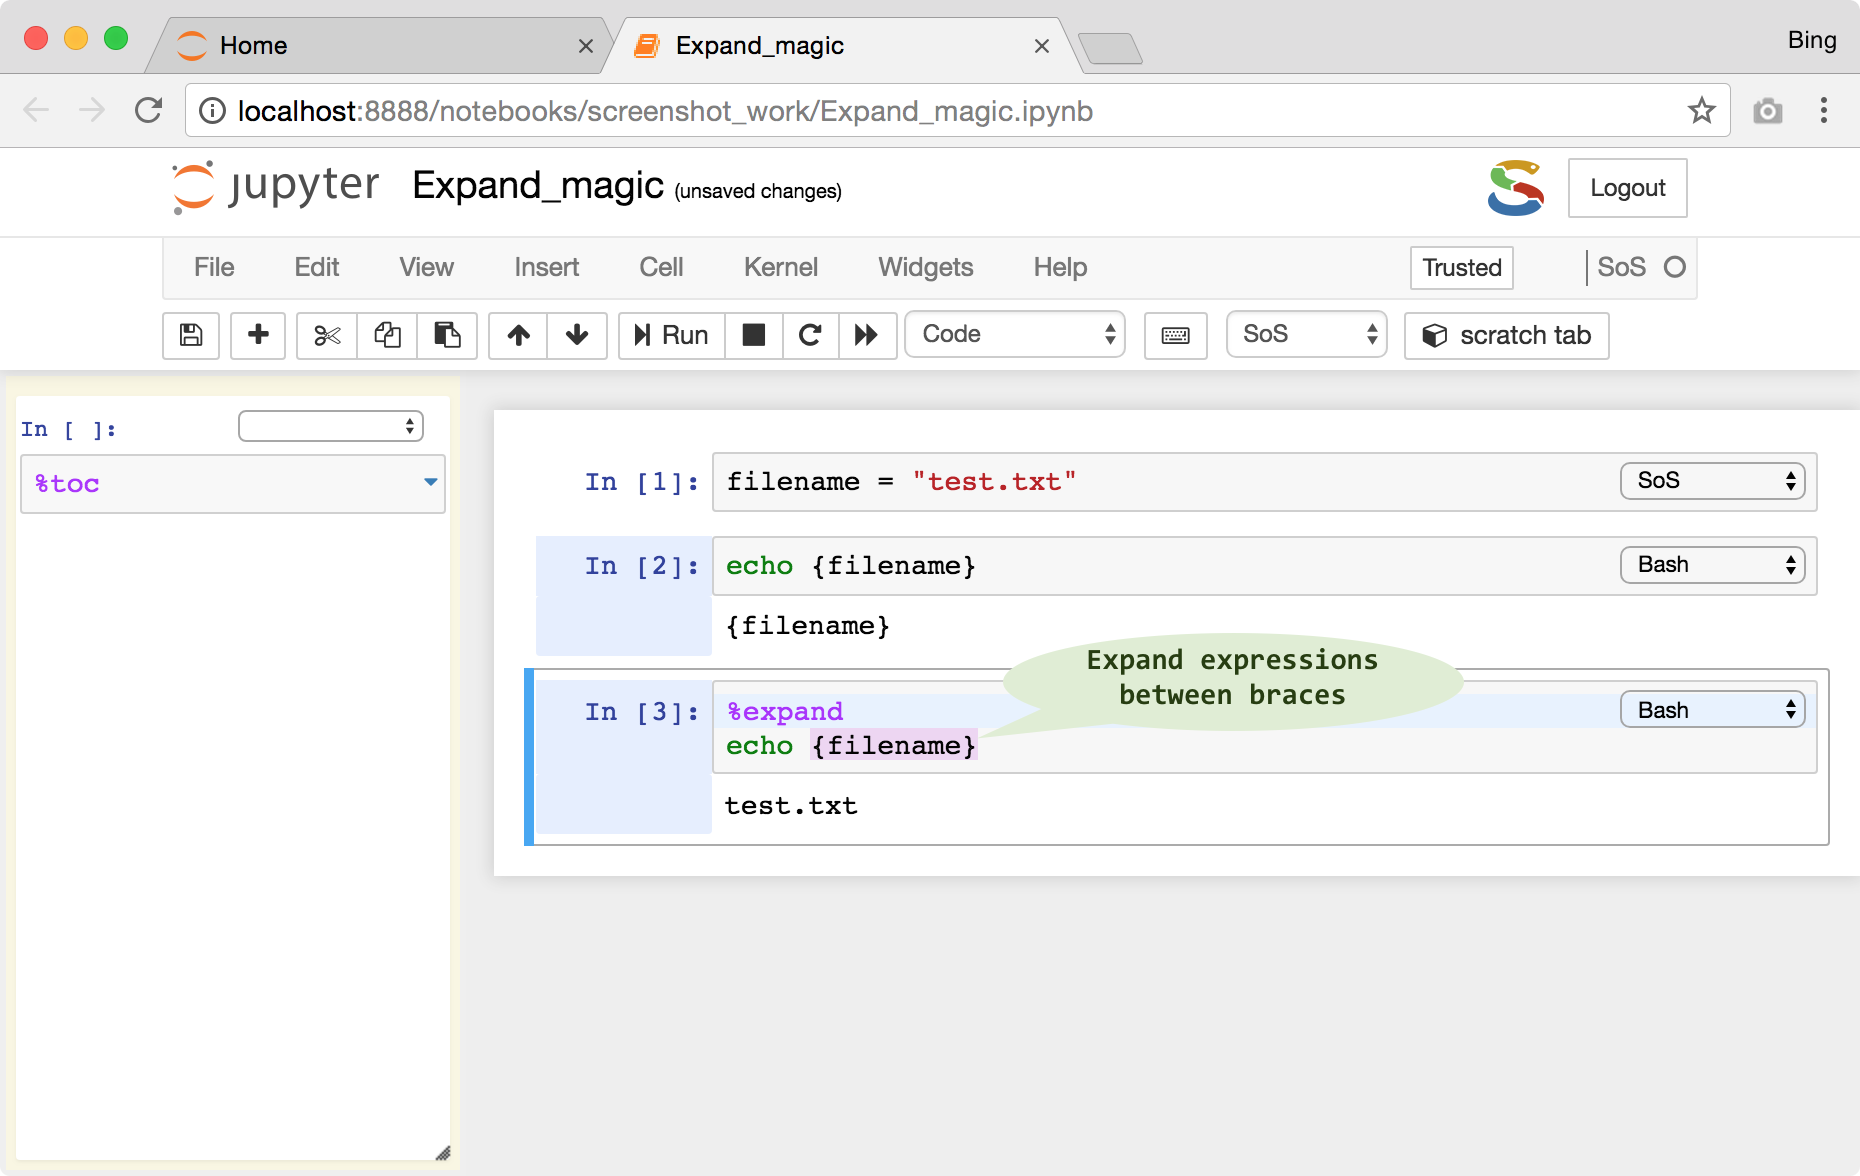 Home
Expand_magic
Bing
localhost:8888/notebooks/screenshot_work/Expand_magic.ipynb
jupyter Expand_magic (unsaved changes)
Logout
File Edit View Insert Cell Kernel Widgets Help Trusted SoS
Run Code SoS scratch tab
In [ ]:
%toc
In [1]: filename = "test.txt" SoS
In [2]: echo {filename} Bash
{filename}
Expand expressions
between braces
In [3]: %expand Bash
echo {filename}
test.txt